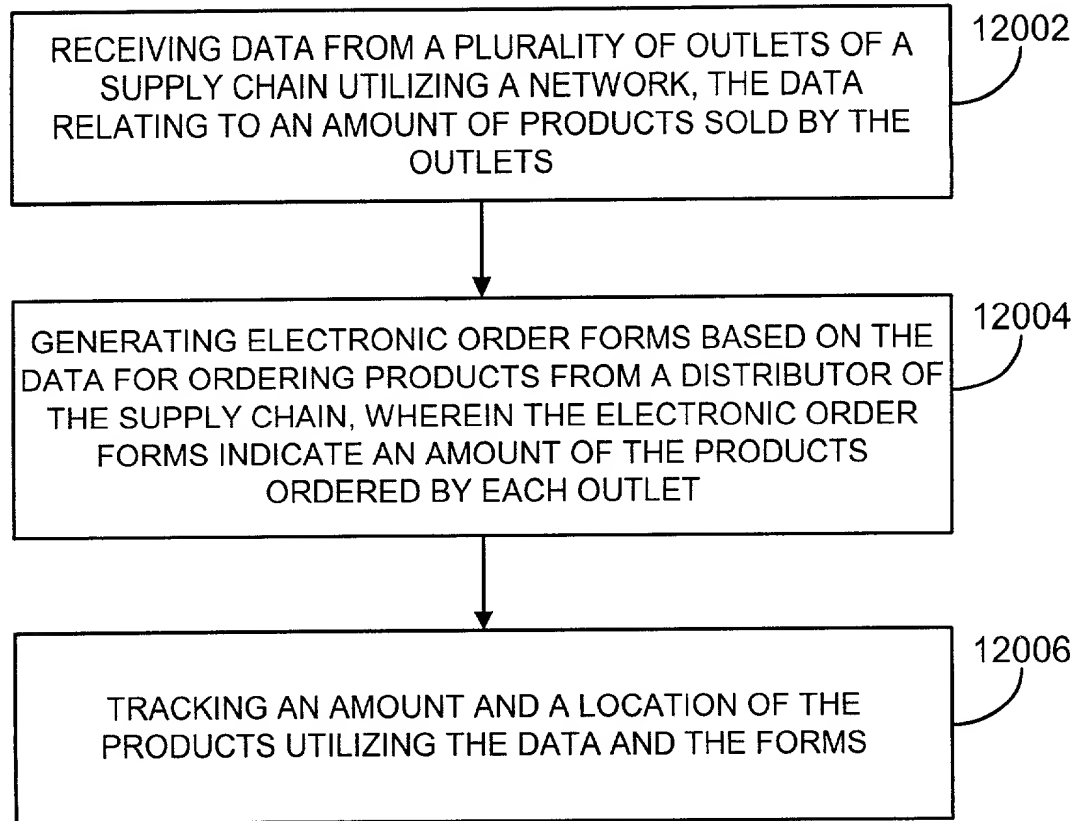 RECEIVING DATA FROM A PLURALITY OF OUTLETS OF A
SUPPLY CHAIN UTILIZING A NETWORK, THE DATA
RELATING TO AN AMOUNT OF PRODUCTS SOLD BY THE
OUTLETS
12002
GENERATING ELECTRONIC ORDER FORMS BASED ON THE
DATA FOR ORDERING PRODUCTS FROM A DISTRIBUTOR OF
THE SUPPLY CHAIN, WHEREIN THE ELECTRONIC ORDER
FORMS INDICATE AN AMOUNT OF THE PRODUCTS
ORDERED BY EACH OUTLET
12004
TRACKING AN AMOUNT AND A LOCATION OF THE
PRODUCTS UTILIZING THE DATA AND THE FORMS
12006